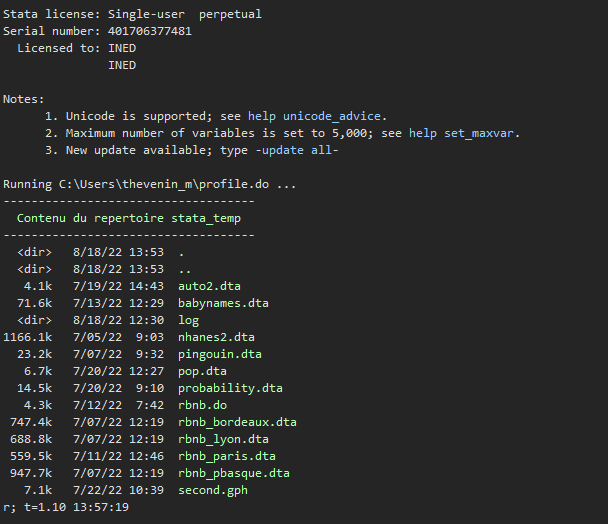 Stata license: Single-user  perpetual
Serial number: 401706377481
  Licensed to: INED
               INED

Notes:
      1. Unicode is supported; see help unicode_advice.
      2. Maximum number of variables is set to 5,000; see help set_maxvar.
      3. New update available; type -update all-

Running C:\Users\thevenin_m\profile.do ...
------------------------------------
  Contenu du repertoire stata_temp
------------------------------------
  <dir>   8/18/22 13:53  .
  <dir>   8/18/22 13:53  ..
   4.1k   7/19/22 14:43  auto2.dta
  71.6k   7/13/22 12:29  babynames.dta
  <dir>   8/18/22 12:30  log
1166.1k   7/05/22  9:03  nhanes2.dta
  23.2k   7/07/22  9:32  pingouin.dta
   6.7k   7/20/22 12:27  pop.dta
  14.5k   7/20/22  9:10  probability.dta
   4.3k   7/12/22  7:42  rbnb.do
 747.4k   7/07/22 12:19  rbnb_bordeaux.dta
 688.8k   7/07/22 12:19  rbnb_lyon.dta
 559.5k   7/11/22 12:46  rbnb_paris.dta
 947.7k   7/07/22 12:19  rbnb_pbasque.dta
   7.1k   7/22/22 10:39  second.gph
r; t=1.10 13:57:19